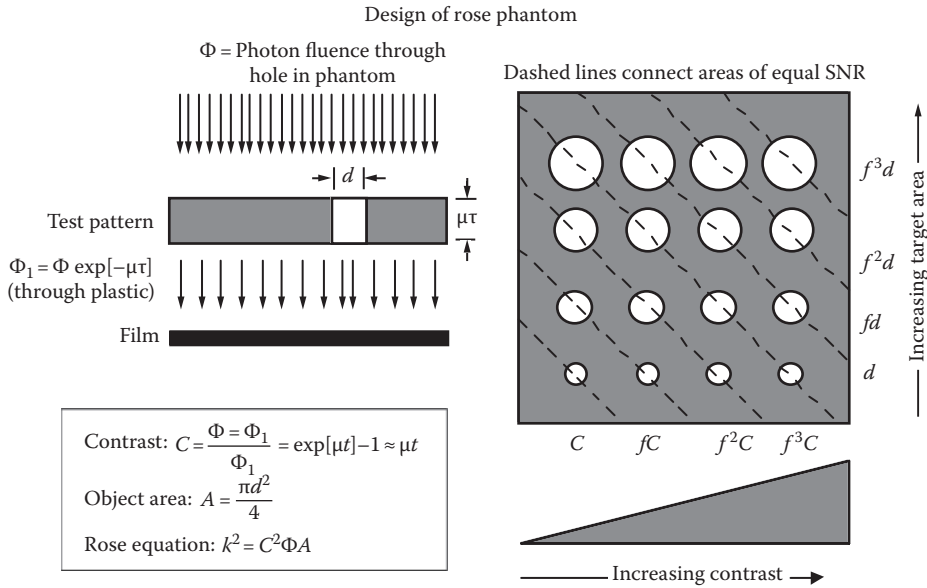 Design of rose phantom
Φ = Photon fluence through
hole in phantom
d
Test pattern
μτ
Φ₁ = Φ exp[−μτ]
(through plastic)
Film
Contrast: C = Φ = Φ₁ / Φ₁ = exp[μt]−1 ≈ μt
Object area: A = πd² / 4
Rose equation: k² = C²ΦA
Dashed lines connect areas of equal SNR
f³d
f²d
fd
d
Increasing target area
C fC f²C f³C
Increasing contrast